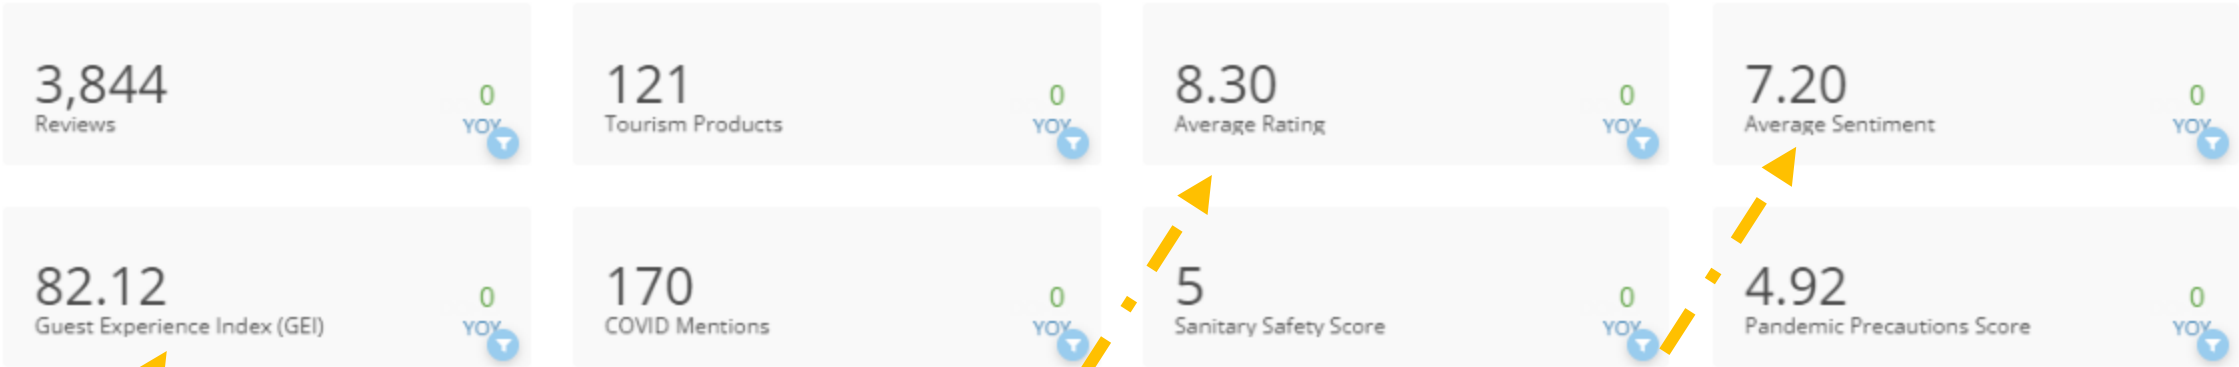 3,844
Reviews
0
YOY
121
Tourism Products
0
YOY
8.30
Average Rating
0
YOY
7.20
Average Sentiment
0
YOY
82.12
Guest Experience Index (GEI)
0
YOY
170
COVID Mentions
0
YOY
5
Sanitary Safety Score
0
YOY
4.92
Pandemic Precautions Score
0
YOY